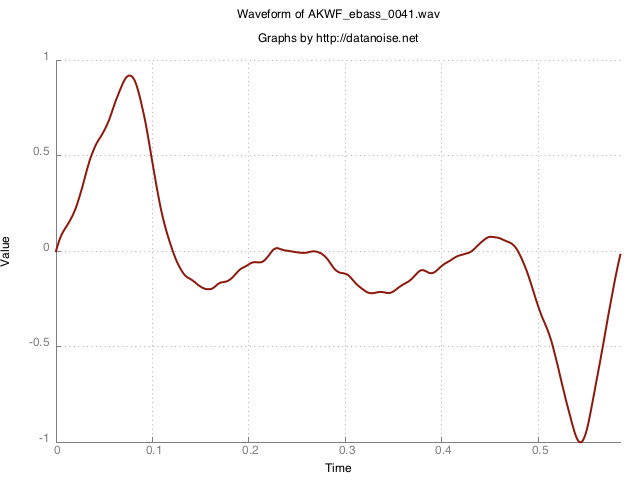 Waveform of AKWF_ebass_0041.wav
Graphs by http://datanoise.net
1
0.5
0
-0.5
-1
Value
0 0.1 0.2 0.3 0.4 0.5
Time